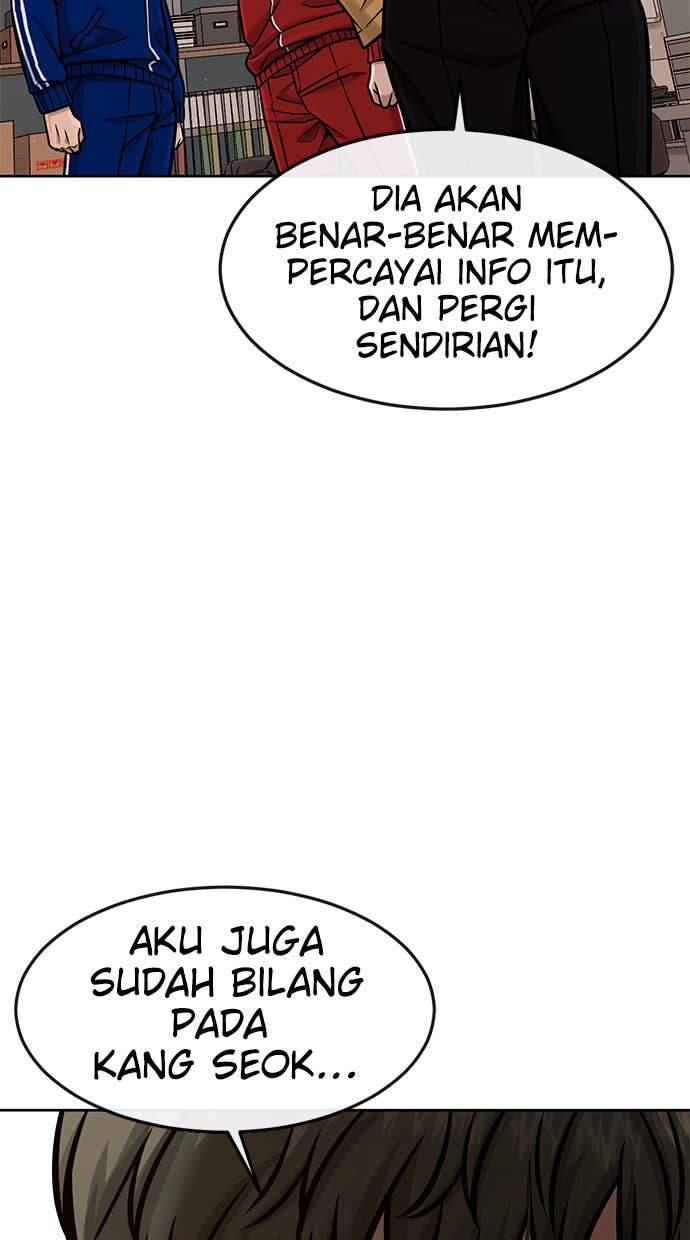 DIA AKAN
BENAR-BENAR MEM-
PERCAYAI INFO ITU,
DAN PERGI
SENDIRIAN!
AKU JUGA
SUDAH BILANG
PADA
KANG SEOK...